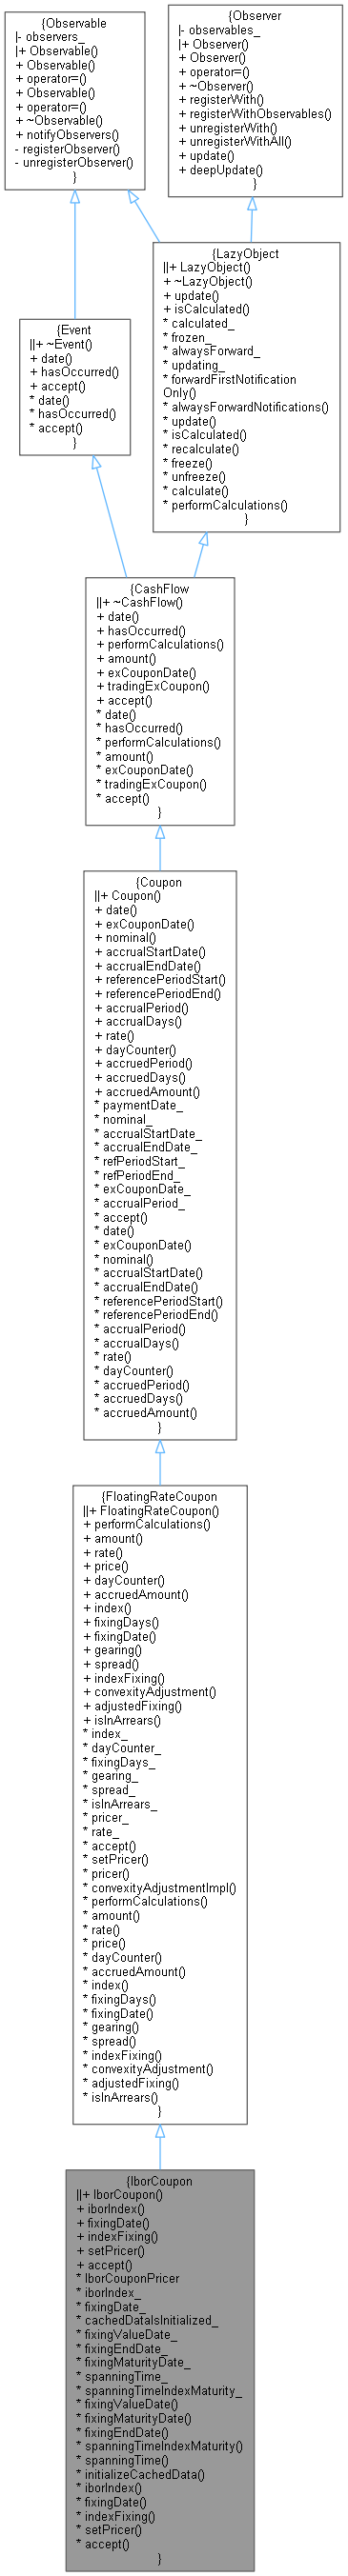 {Observable
|- observers_
|+ Observable()
+ Observable()
+ operator=()
+ Observable()
+ operator=()
+ ~Observable()
+ notifyObservers()
- registerObserver()
- unregisterObserver()
}
{Observer
|- observables_
|+ Observer()
+ Observer()
+ operator=()
+ ~Observer()
+ registerWith()
+ registerWithObservables()
+ unregisterWith()
+ unregisterWithAll()
+ update()
+ deepUpdate()
}
{LazyObject
||+ LazyObject()
+ ~LazyObject()
+ update()
+ isCalculated()
* calculated_
* frozen_
* alwaysForward_
* updating_
* forwardFirstNotification
Only()
* alwaysForwardNotifications()
* update()
* isCalculated()
* recalculate()
* freeze()
* unfreeze()
* calculate()
* performCalculations()
}
{Event
||+ ~Event()
+ date()
+ hasOccurred()
+ accept()
* date()
* hasOccurred()
* accept()
}
{CashFlow
||+ ~CashFlow()
+ date()
+ hasOccurred()
+ performCalculations()
+ amount()
+ exCouponDate()
+ tradingExCoupon()
+ accept()
* date()
* hasOccurred()
* performCalculations()
* amount()
* exCouponDate()
* tradingExCoupon()
* accept()
}
{Coupon
||+ Coupon()
+ date()
+ exCouponDate()
+ nominal()
+ accrualStartDate()
+ accrualEndDate()
+ referencePeriodStart()
+ referencePeriodEnd()
+ accrualPeriod()
+ accrualDays()
+ rate()
+ dayCounter()
+ accruedPeriod()
+ accruedDays()
+ accruedAmount()
* paymentDate_
* nominal_
* accrualStartDate_
* accrualEndDate_
* refPeriodStart_
* refPeriodEnd_
* exCouponDate_
* accrualPeriod_
* accept()
* date()
* exCouponDate()
* nominal()
* accrualStartDate()
* accrualEndDate()
* referencePeriodStart()
* referencePeriodEnd()
* accrualPeriod()
* accrualDays()
* rate()
* dayCounter()
* accruedPeriod()
* accruedDays()
* accruedAmount()
}
{FloatingRateCoupon
||+ FloatingRateCoupon()
+ performCalculations()
+ amount()
+ rate()
+ price()
+ dayCounter()
+ accruedAmount()
+ index()
+ fixingDays()
+ fixingDate()
+ gearing()
+ spread()
+ indexFixing()
+ convexityAdjustment()
+ adjustedFixing()
+ isInArrears()
* index_
* dayCounter_
* fixingDays_
* gearing_
* spread_
* isInArrears_
* pricer_
* rate_
* accept()
* setPricer()
* pricer()
* convexityAdjustmentImpl()
* performCalculations()
* amount()
* rate()
* price()
* dayCounter()
* accruedAmount()
* index()
* fixingDays()
* fixingDate()
* gearing()
* spread()
* indexFixing()
* convexityAdjustment()
* adjustedFixing()
* isInArrears()
}
{IborCoupon
||+ IborCoupon()
+ iborIndex()
+ fixingDate()
+ indexFixing()
+ setPricer()
+ accept()
* IborCouponPricer
* iborIndex_
* fixingDate_
* cachedDataIsInitialized_
* fixingValueDate_
* fixingEndDate_
* fixingMaturityDate_
* spanningTime_
* spanningTimeIndexMaturity_
* fixingValueDate()
* fixingMaturityDate()
* fixingEndDate()
* spanningTimeIndexMaturity()
* spanningTime()
* initializeCachedData()
* iborIndex()
* fixingDate()
* indexFixing()
* setPricer()
* accept()
}